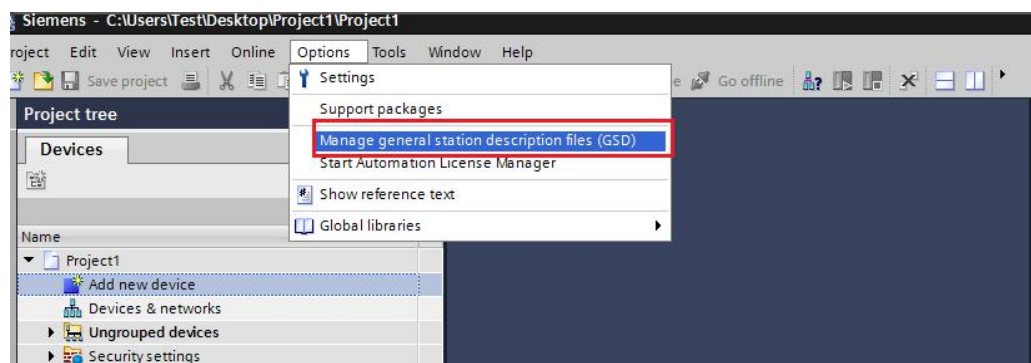 Siemens - C:\Users\Test\Desktop\Project1\Project1
roject Edit View Insert Online Options Tools Window Help
Save project
Settings
e Go offline
Support packages
Project tree
Manage general station description files (GSD)
Devices
Start Automation License Manager
Show reference text
Global libraries
Name
Project1
Add new device
Devices & networks
Ungrouped devices
Security settings